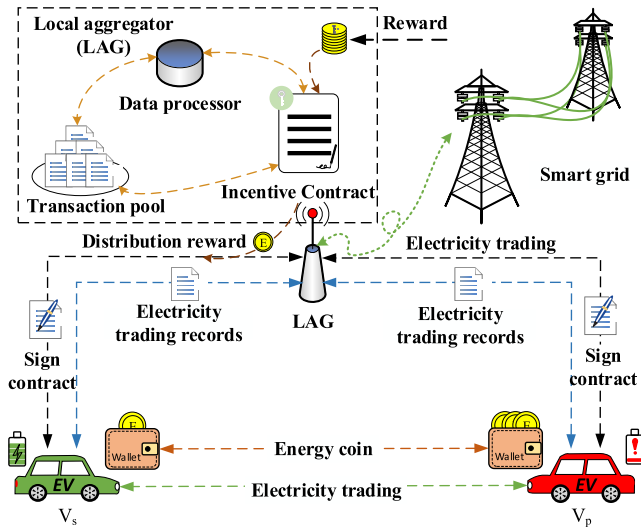 Local aggregator
(LAG)
Reward
Data processor
Smart grid
Transaction pool
Incentive Contract
Distribution reward
E
Electricity trading
Electricity
trading records
LAG
Electricity
trading records
Sign
contract
Sign
contract
E
Wallet
Energy coin
E
Wallet
EV
Electricity trading
EV
Vs
Vp